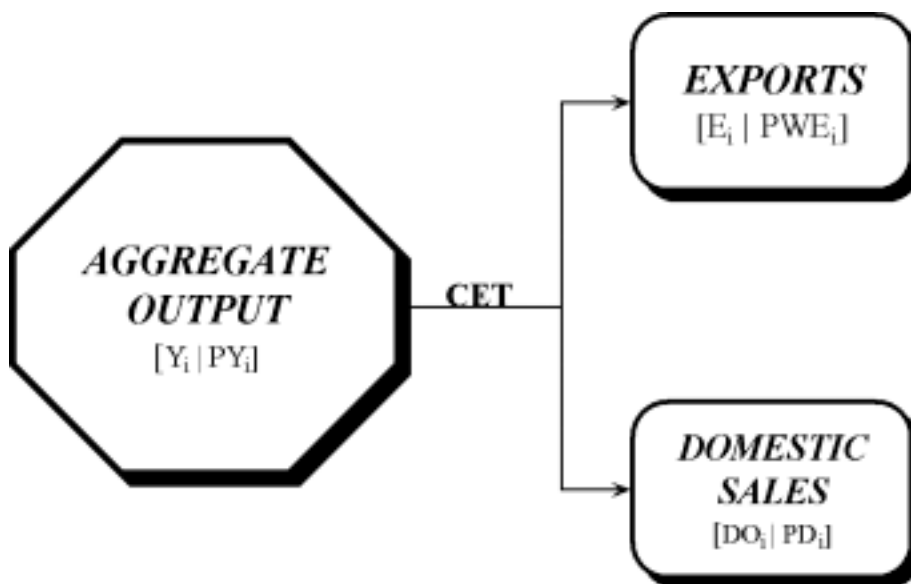 AGGREGATE
OUTPUT
[Yᵢ | PYᵢ]
CET
EXPORTS
[Eᵢ | PWEᵢ]
DOMESTIC
SALES
[DOᵢ | PDᵢ]